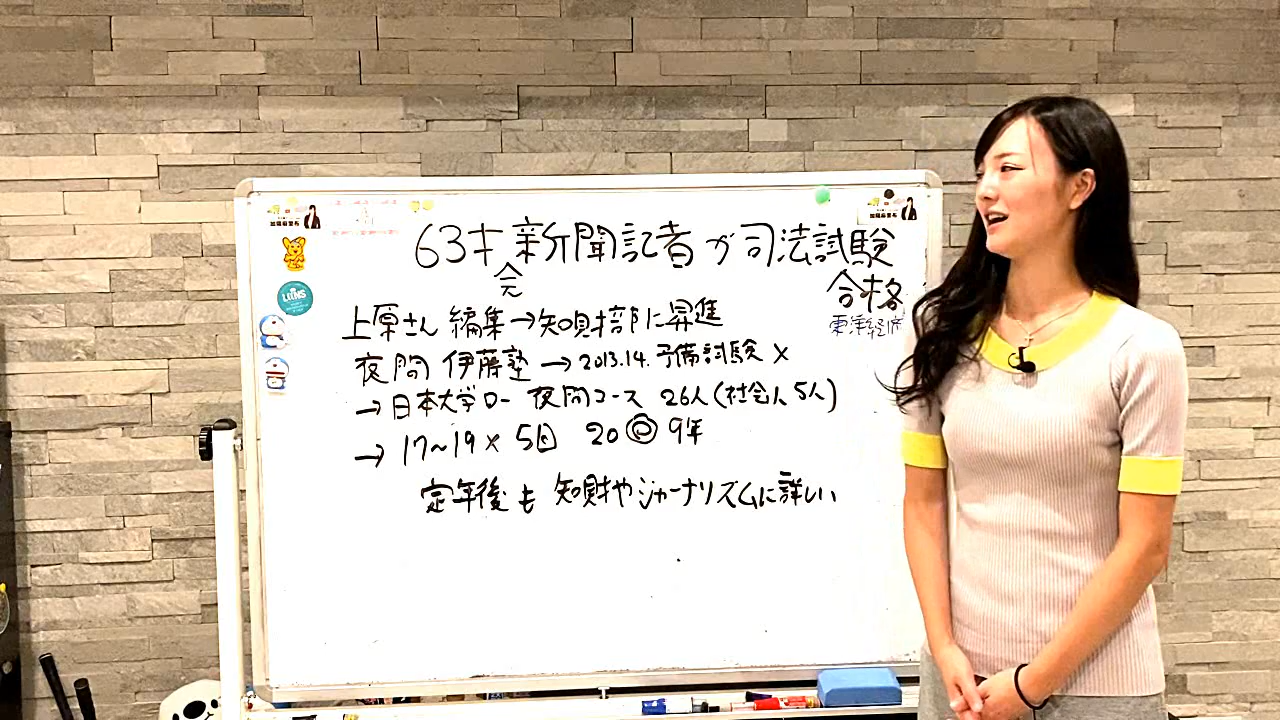 63才 新聞記者が司法試験
会元
合格
東洋経済
上原さん 編集→知財部に昇進
夜間 伊藤塾→2013.14.予備試験×
→日本大学ロー 夜間コース 26人(社会人5人)
→17~19× 5回 20◎ 9年
定年後も 知財やジャーナリズムに詳しい
LIONS